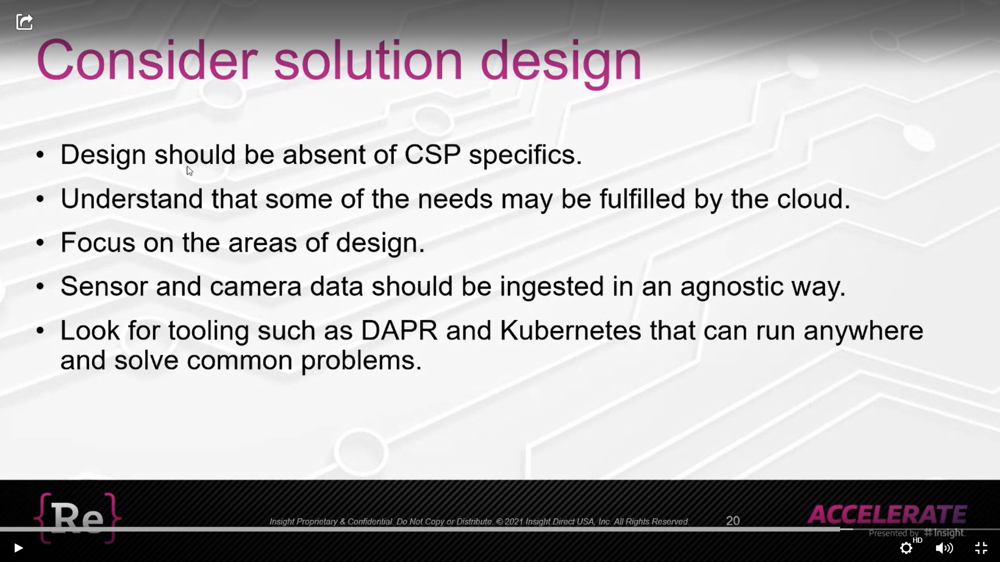 Consider solution design
• Design should be absent of CSP specifics.
• Understand that some of the needs may be fulfilled by the cloud.
• Focus on the areas of design.
• Sensor and camera data should be ingested in an agnostic way.
• Look for tooling such as DAPR and Kubernetes that can run anywhere
and solve common problems.
{Re}
Insight Proprietary & Confidential. Do Not Copy or Distribute. © 2021 Insight Direct USA, Inc. All Rights Reserved.
20
ACCELERATE
Presented by Insight.
HD